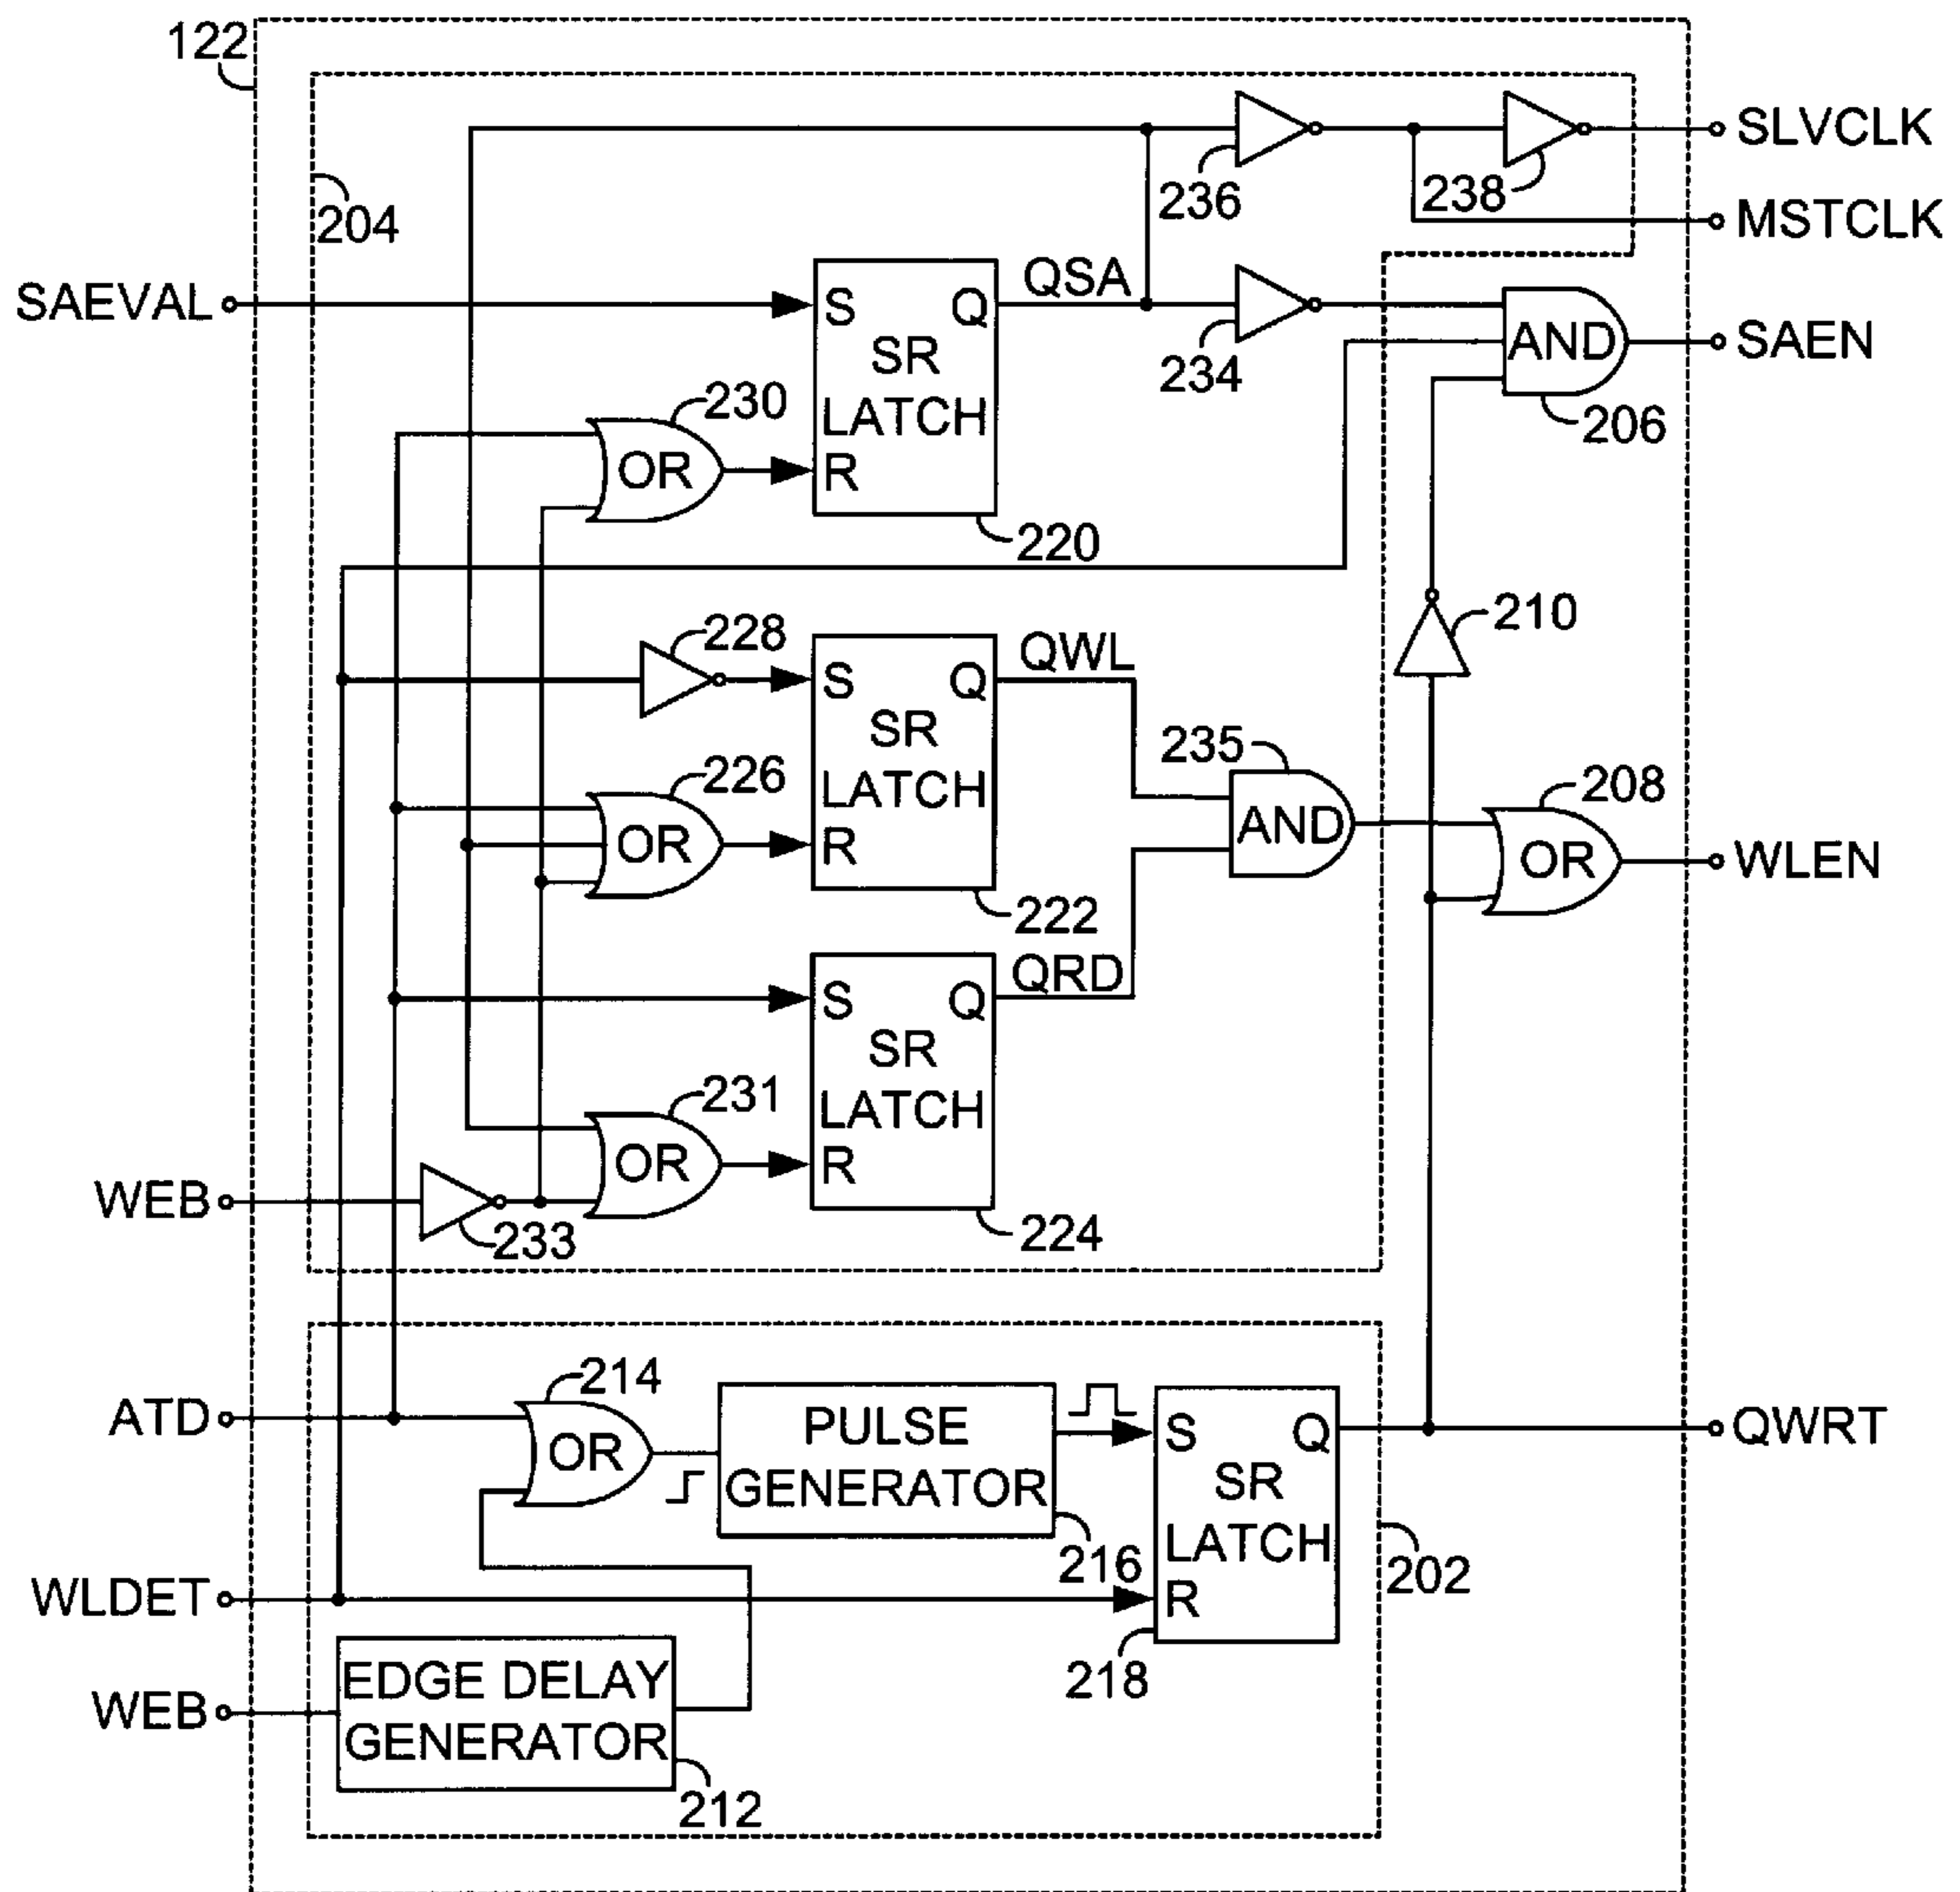 122
204
236
238
SLVCLK
MSTCLK
SAEVAL
S
Q
SR
LATCH
R
QSA
234
AND
SAEN
206
230
OR
220
228
S
Q
SR
LATCH
R
QWL
210
226
OR
222
235
AND
208
OR
WLEN
S
Q
SR
LATCH
R
QRD
231
OR
224
WEB
233
ATD
214
OR
PULSE
GENERATOR
216
S
Q
SR
LATCH
R
QWRT
202
WLDET
218
WEB
EDGE DELAY
GENERATOR
212